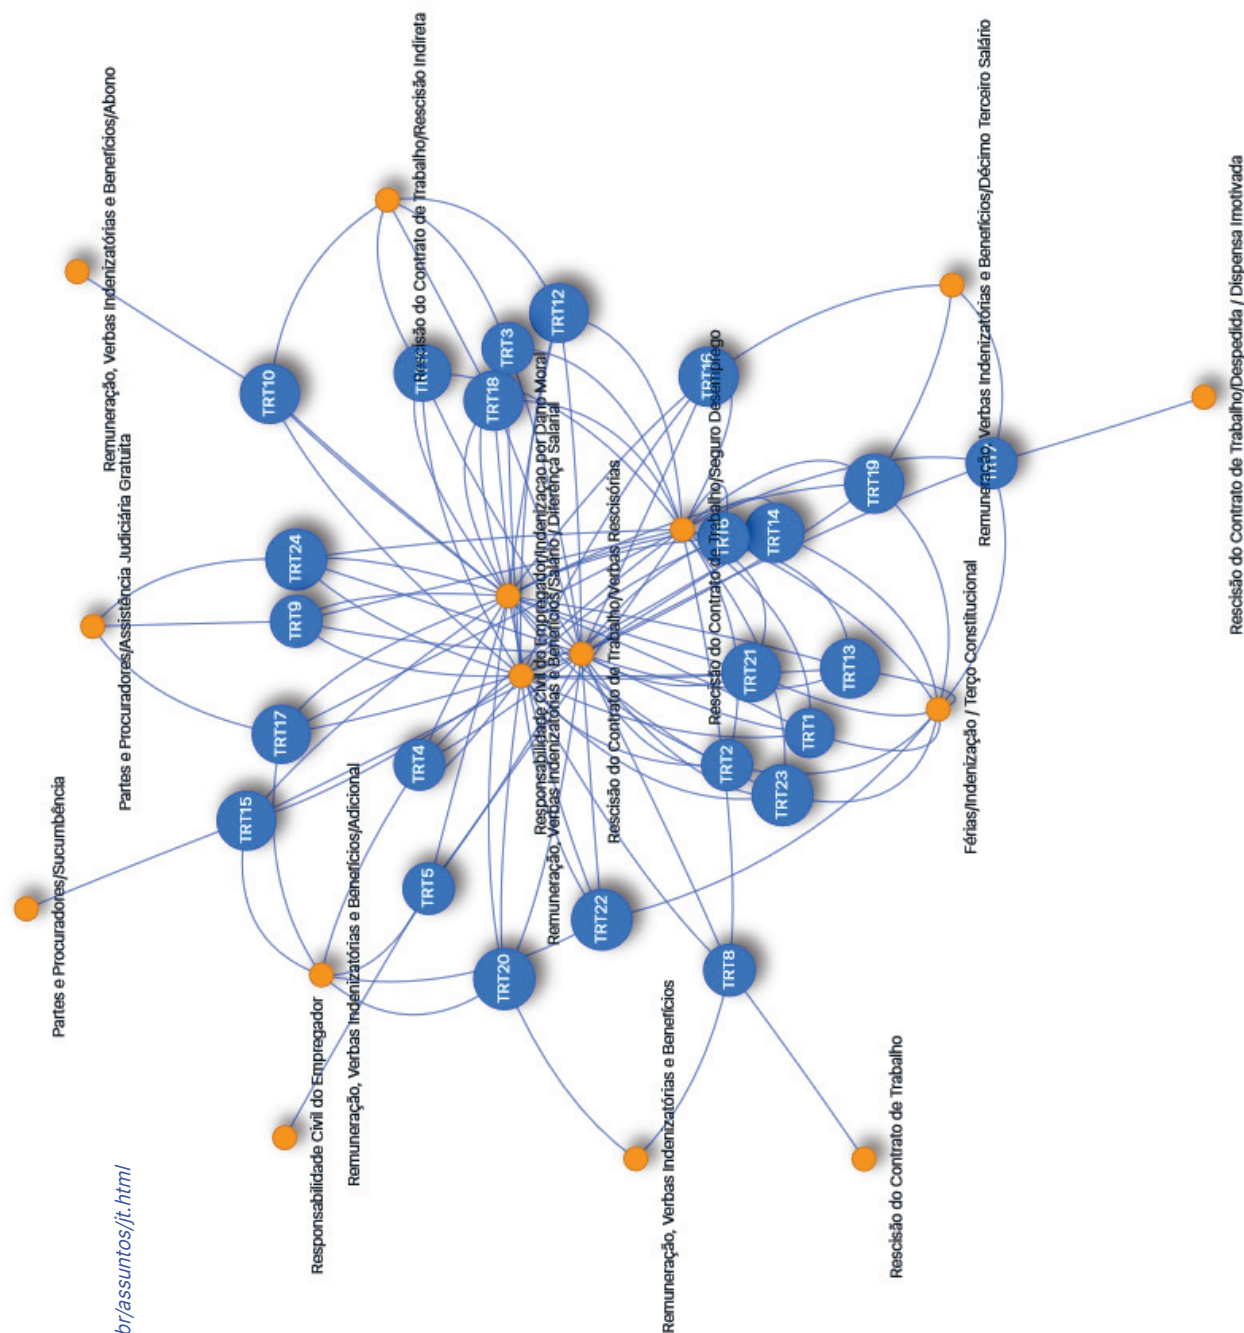 br/assuntos/jt.html
Partes e Procuradores/Sucumbência
Partes e Procuradores/Assistência Judiciária Gratuita
Remuneração, Verbas Indenizatórias e Benefícios/Abono
TRT15
TRT17
TRT9
TRT24
TRT10
Responsabilidade Civil do Empregador
Remuneração, Verbas Indenizatórias e Benefícios/Adicional
TRT4
TRT5
Rescisão do Contrato de Trabalho/Rescisão Indireta
TRT18
TRT3
TRT12
TRT20
Responsabilidade Civil do Empregador/Indenização por Dano Moral
Remuneração, Verbas Indenizatórias e Benefícios/Salário / Diferença Salarial
TRT22
Rescisão do Contrato de Trabalho/Verbas Rescisórias
Remuneração, Verbas Indenizatórias e Benefícios
Rescisão do Contrato de Trabalho/Seguro Desemprego
TRT16
TRT8
TRT2
TRT21
TRT14
TRT23
TRT1
TRT13
TRT19
Rescisão do Contrato de Trabalho
Férias/Indenização / Terço Constitucional
Remuneração, Verbas Indenizatórias e Benefícios/Décimo Terceiro Salário
Rescisão do Contrato de Trabalho/Despedida / Dispensa Imotivada